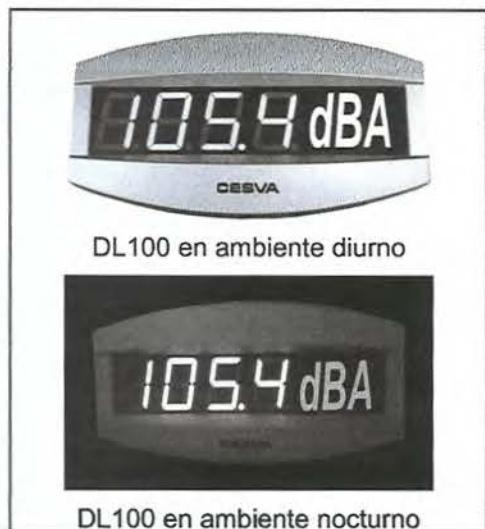 105.4 dBA
CESVA
DL100 en ambiente diurno
105.4 dBA
DL100 en ambiente nocturno